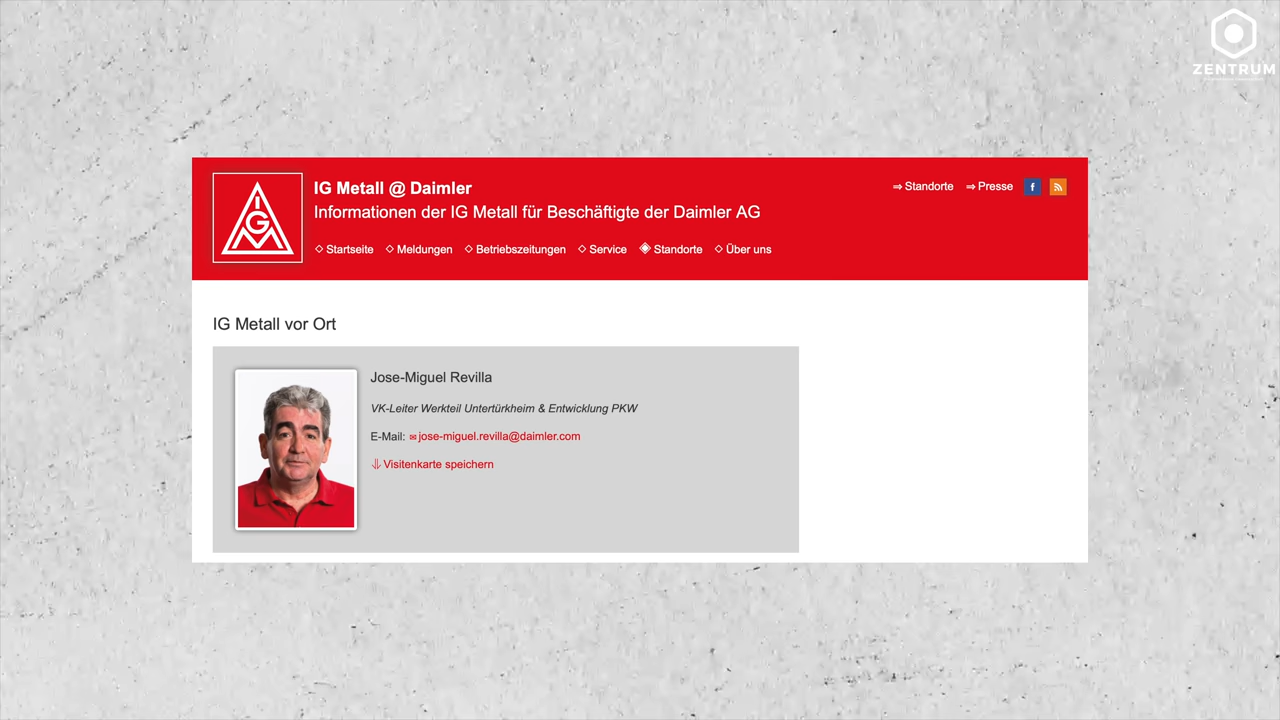 ZENTRUM
IG Metall @ Daimler
⇒ Standorte ⇒ Presse
Informationen der IG Metall für Beschäftigte der Daimler AG
IGM
Startseite Meldungen Betriebszeitungen Service Standorte Über uns
IG Metall vor Ort
Jose-Miguel Revilla
VK-Leiter Werkteil Untertürkheim & Entwicklung PKW
E-Mail: jose-miguel.revilla@daimler.com
Visitenkarte speichern